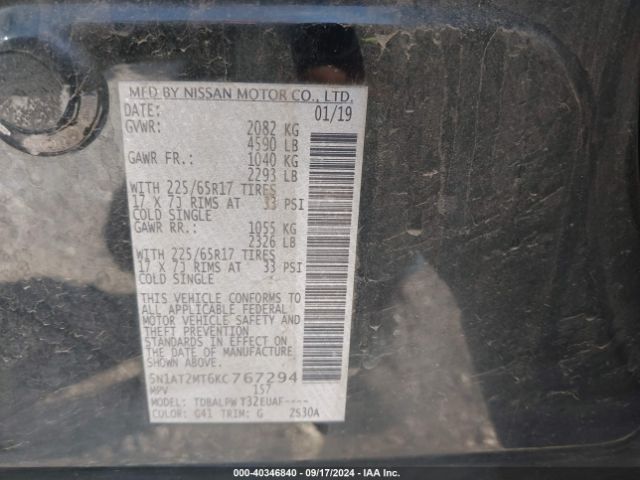 MFD BY NISSAN MOTOR CO., LTD.
DATE: 01/19
GVWR: 2082 KG
4590 LB
GAWR FR.: 1040 KG
2293 LB
WITH 225/65R17 TIRES
17 X 7J RIMS AT 33 PSI
COLD SINGLE
GAWR RR.: 1055 KG
2326 LB
WITH 225/65R17 TIRES
17 X 7J RIMS AT 33 PSI
COLD SINGLE
THIS VEHICLE CONFORMS TO
ALL APPLICABLE FEDERAL
MOTOR VEHICLE SAFETY AND
THEFT PREVENTION
STANDARDS IN EFFECT ON
THE DATE OF MANUFACTURE
SHOWN ABOVE.
5N1AT2MT6KC767294
MPV 157
MODEL: TDBALPW T32EUAF----
COLOR: G41 TRIM: G 2S30A
000-40346840 - 09/17/2024 - IAA Inc.